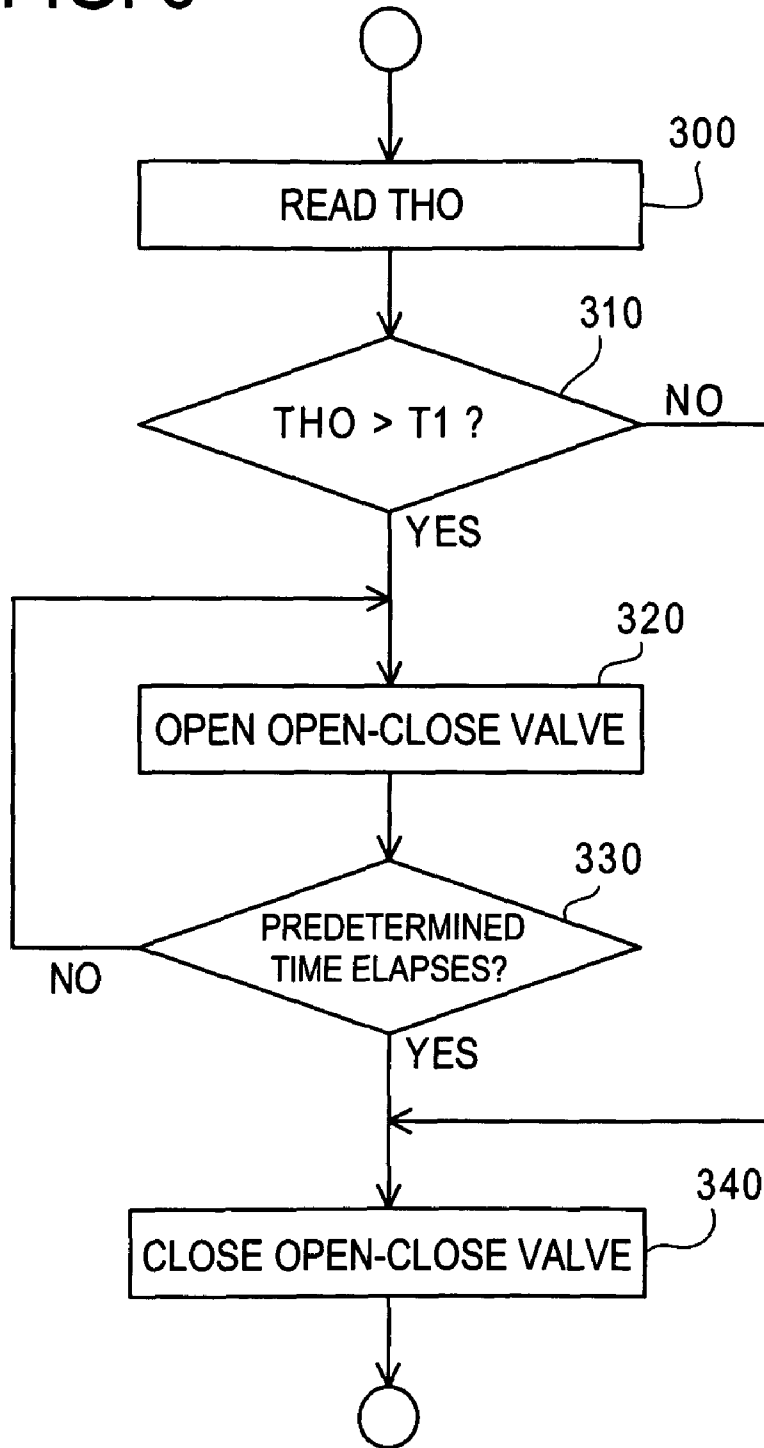 300
READ THO
310
THO > T1 ?
NO
YES
320
OPEN OPEN-CLOSE VALVE
330
PREDETERMINED
TIME ELAPSES?
NO
YES
340
CLOSE OPEN-CLOSE VALVE